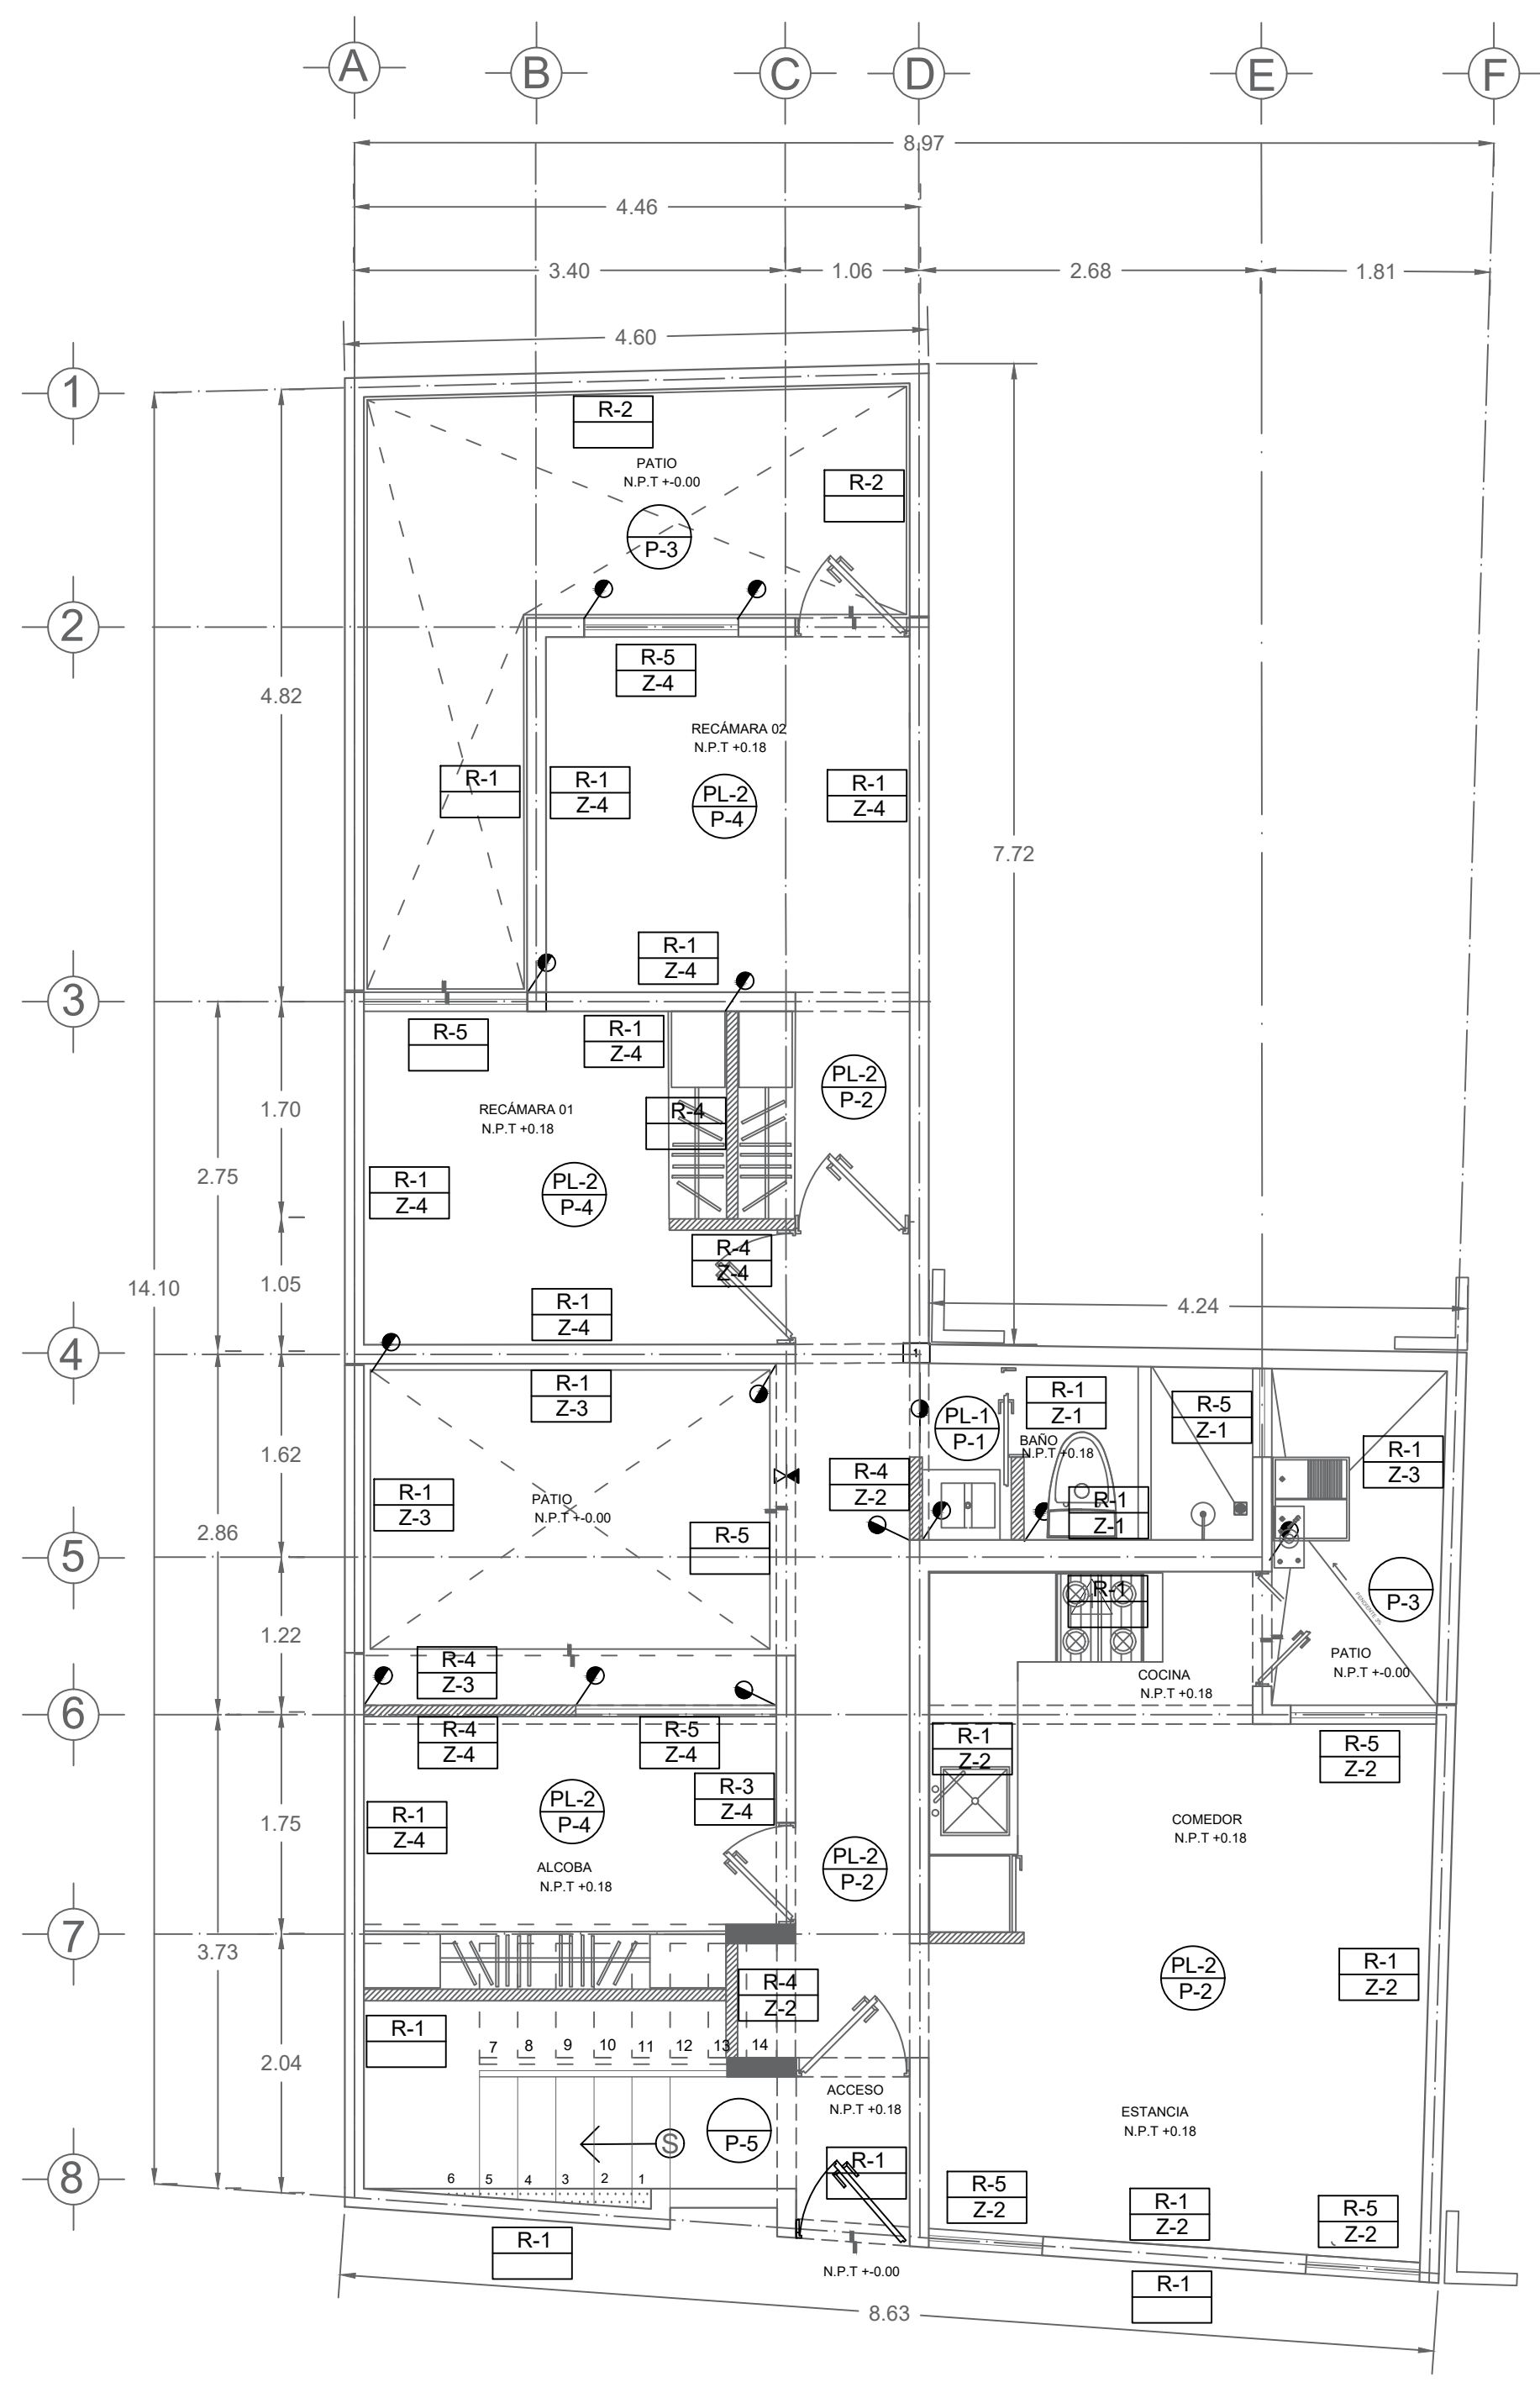 A B C D E F
8.97
4.46
3.40 1.06 2.68 1.81
4.60
1
R-2
PATIO
N.P.T +-0.00
R-2
P-3
2
R-5
Z-4
4.82
RECÁMARA 02
N.P.T +0.18
R-1
R-1
Z-4
PL-2
P-4
R-1
Z-4
7.72
R-1
Z-4
3
R-5
R-1
Z-4
PL-2
P-2
1.70
RECÁMARA 01
N.P.T +0.18
R-4
2.75
R-1
Z-4
PL-2
P-4
R-4
Z-4
14.10
1.05
R-1
Z-4
4.24
4
1
R-1
Z-3
PL-1
P-1
R-1
Z-1
R-5
Z-1
BAÑO
N.P.T +0.18
R-1
Z-3
1.62
R-4
Z-2
R-1
Z-3
PATIO
N.P.T +-0.00
R-1
Z-1
2.86
R-5
5
R-1
P-3
PENDIENTE 2%
1.22
R-4
Z-3
COCINA
N.P.T +0.18
PATIO
N.P.T +-0.00
6
R-4
Z-4
R-5
Z-4
R-1
Z-2
R-5
Z-2
R-3
Z-4
1.75
R-1
Z-4
PL-2
P-4
COMEDOR
N.P.T +0.18
ALCOBA
N.P.T +0.18
PL-2
P-2
7
3.73
R-4
Z-2
PL-2
P-2
R-1
Z-2
R-1
7 8 9 10 11 12 13 14
2.04
ACCESO
N.P.T +0.18
ESTANCIA
N.P.T +0.18
S
P-5
R-1
8
6 5 4 3 2 1
R-5
Z-2
R-1
Z-2
R-5
Z-2
R-1
N.P.T +-0.00
R-1
8.63